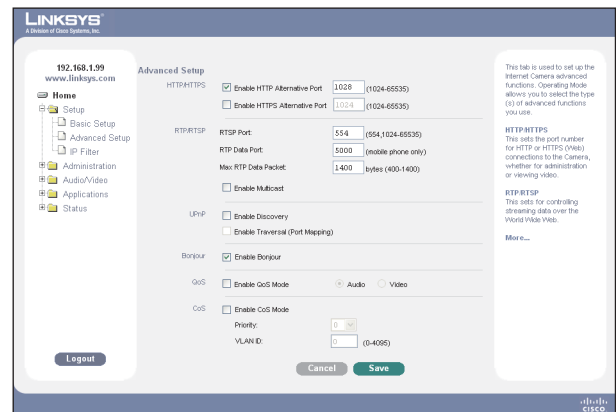 LINKSYS®
A Division of Cisco Systems, Inc.
192.168.1.99
www.linksys.com
Home
Setup
Basic Setup
Advanced Setup
IP Filter
Administration
Audio/Video
Applications
Status
Logout
Advanced Setup
HTTP/HTTPS
Enable HTTP Alternative Port 1028 (1024-65535)
Enable HTTPS Alternative Port 1024 (1024-65535)
RTP/RTSP
RTSP Port: 554 (554,1024-65535)
RTP Data Port: 5000 (mobile phone only)
Max RTP Data Packet: 1400 bytes (400-1400)
Enable Multicast
UPnP
Enable Discovery
Enable Traversal (Port Mapping)
Bonjour Enable Bonjour
QoS Enable QoS Mode Audio Video
CoS Enable CoS Mode
Priority: 0
VLAN ID: 0 (0-4095)
Cancel Save
This tab is used to set up the
Internet Camera advanced
functions. Operating Mode
allows you to select the type
(s) of advanced functions
you use.
HTTP/HTTPS
This sets the port number
for HTTP or HTTPS (Web)
connections to the Camera,
whether for administration
or viewing video.
RTP/RTSP
This sets for controlling
streaming data over the
World Wide Web.
More...
CISCO